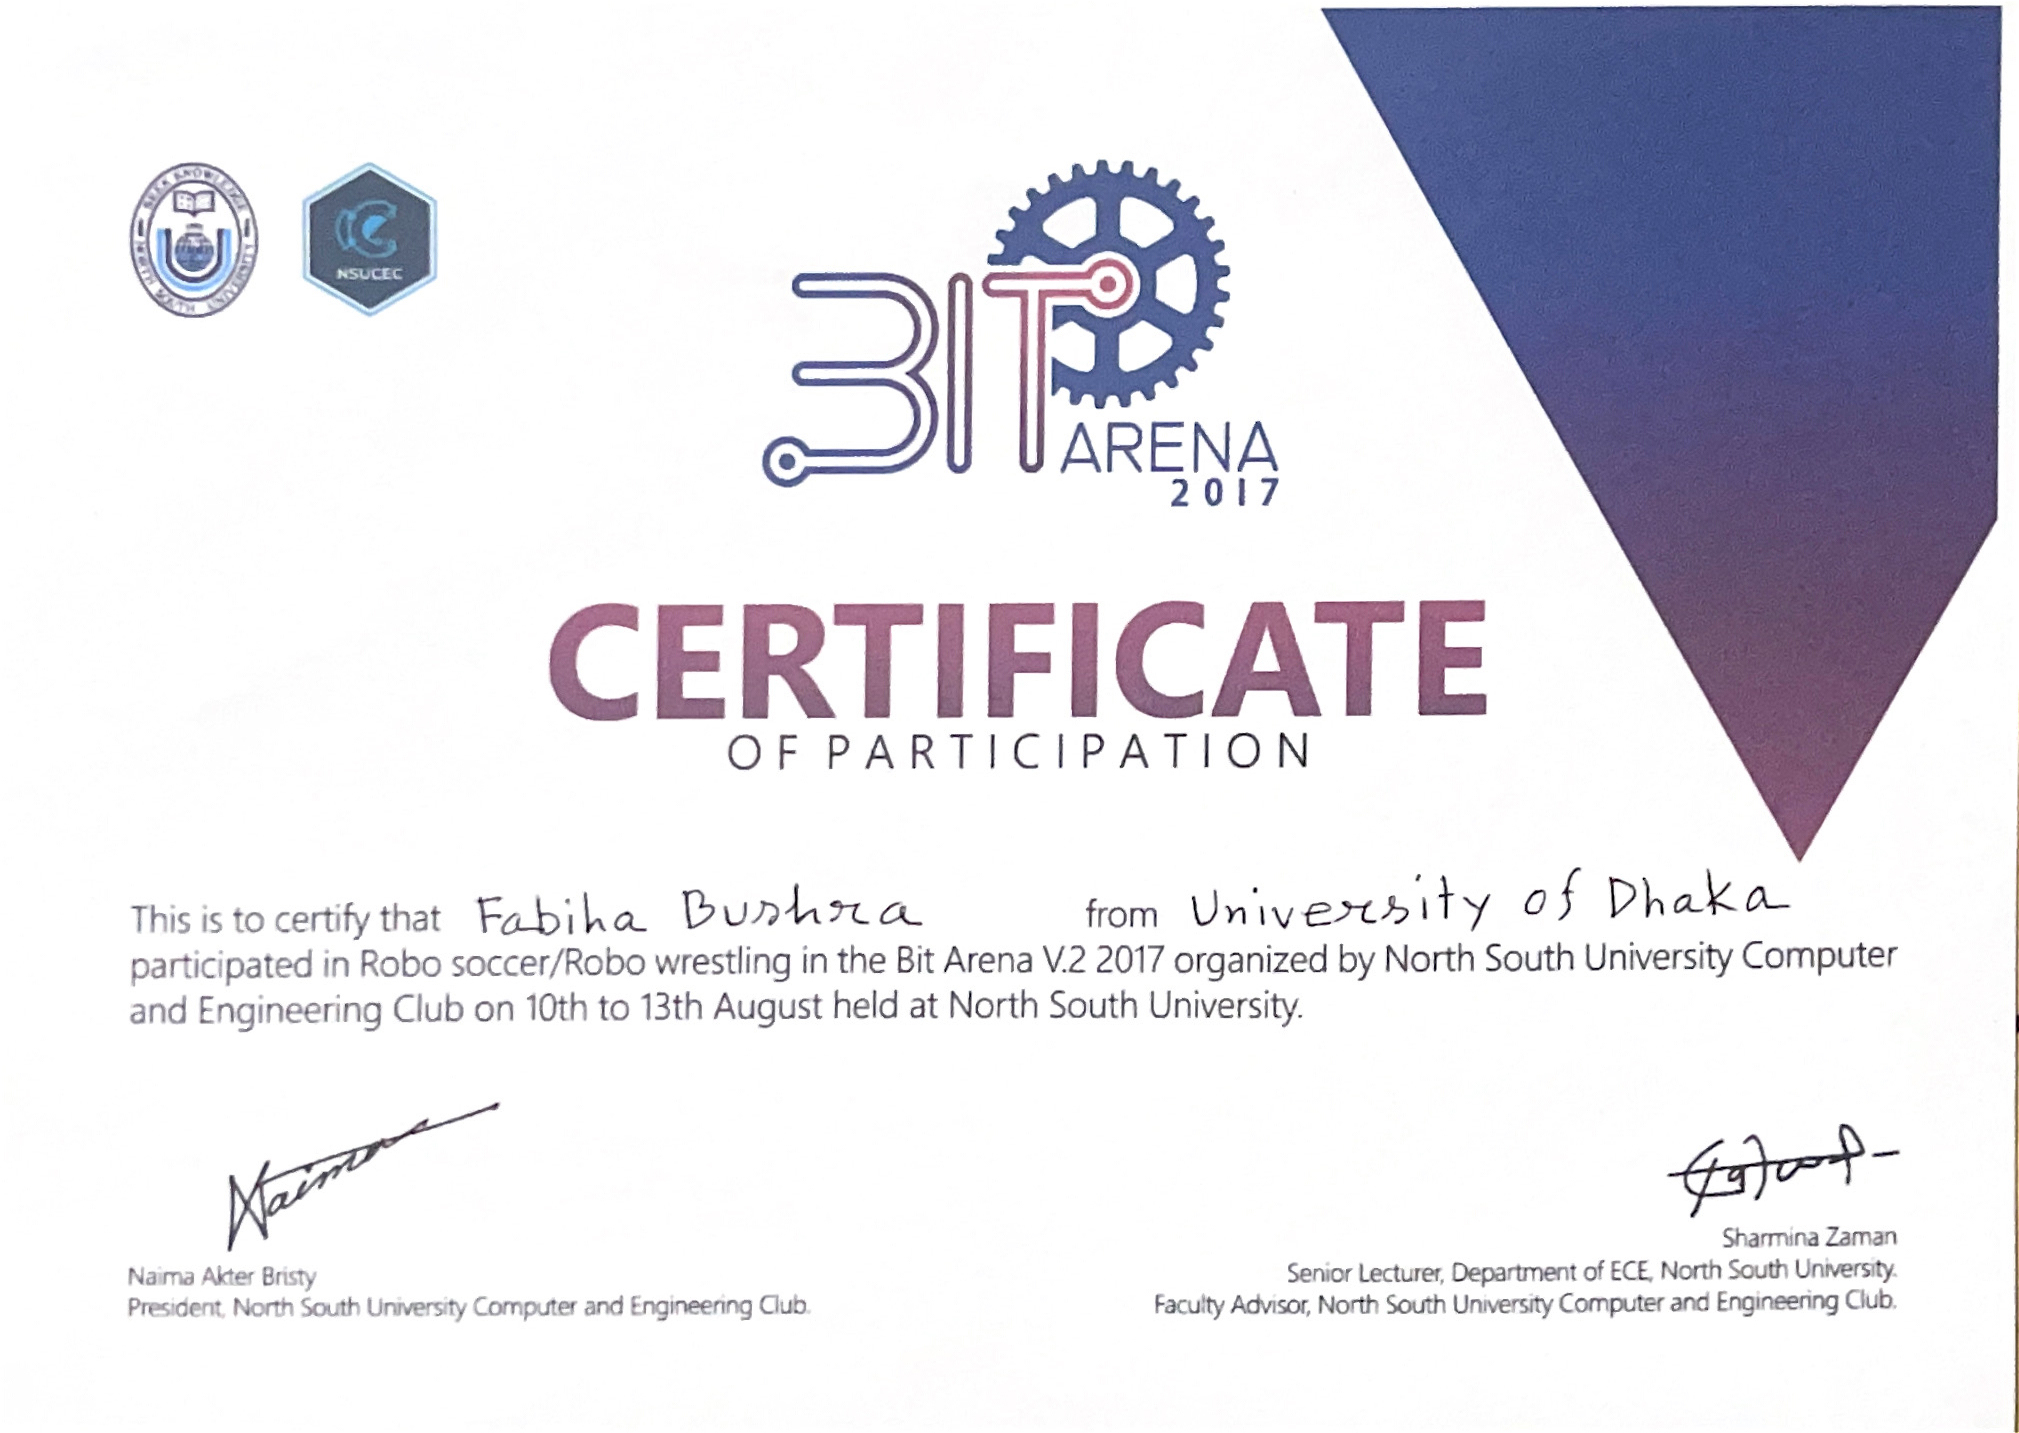 SEEK KNOWLEDGE
NORTH SOUTH UNIVERSITY
NSUCEC
BIT
ARENA
2017
CERTIFICATE
OF PARTICIPATION
This is to certify that Fabiha Bushra from University of Dhaka
participated in Robo soccer/Robo wrestling in the Bit Arena V.2 2017 organized by North South University Computer
and Engineering Club on 10th to 13th August held at North South University.
Naima
Sharmina Zaman
Naima Akter Bristy
Senior Lecturer, Department of ECE, North South University.
President, North South University Computer and Engineering Club.
Faculty Advisor, North South University Computer and Engineering Club.